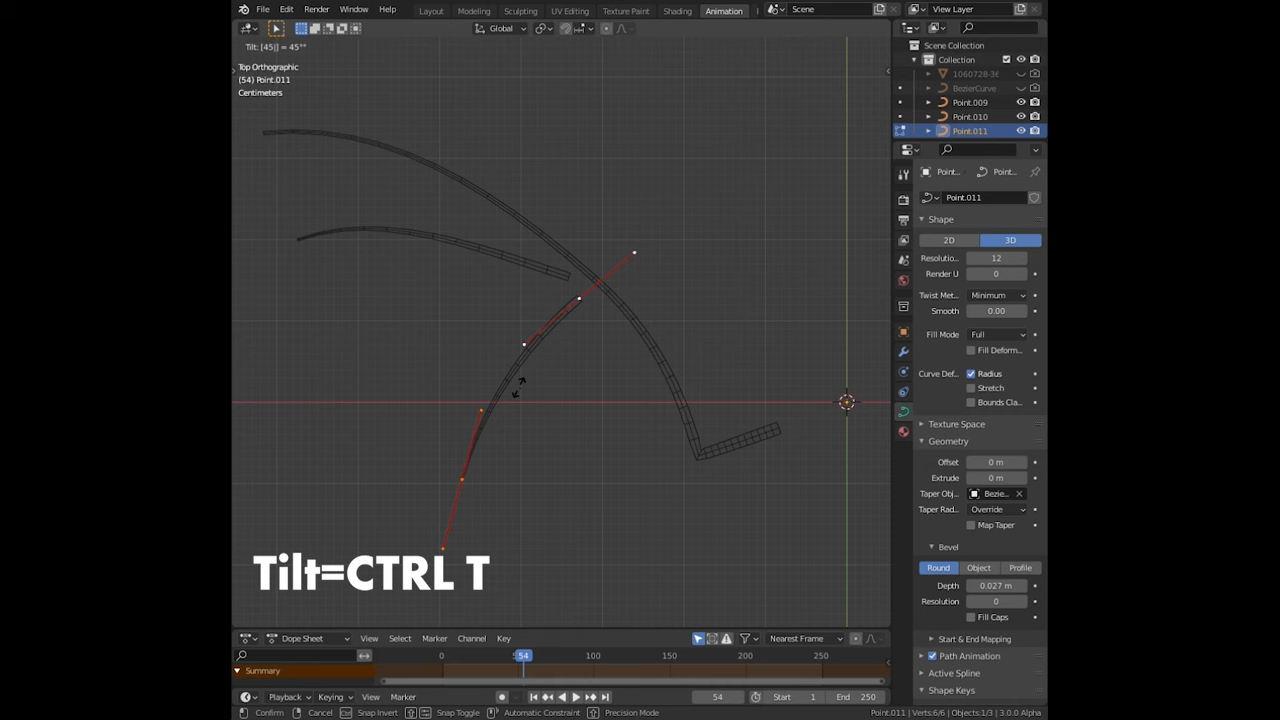 File Edit Render Window Help Layout Modeling Sculpting UV Editing Texture Paint Shading Animation Scene View Layer
Global
Tilt: [45|] = 45°°
Top Orthographic
(54) Point.011
Centimeters
Scene Collection
Collection
1060728-36
BezierCurve
Point.009
Point.010
Point.011
Point... Point...
Point.011
Shape
2D 3D
Resolutio... 12
Render U 0
Twist Met... Minimum
Smooth 0.00
Fill Mode Full
Fill Deform...
Curve Def... Radius
Stretch
Bounds Cla...
Texture Space
Geometry
Offset 0 m
Extrude 0 m
Taper Obj... Bezie...
Taper Rad... Override
Map Taper
Bevel
Round Object Profile
Depth 0.027 m
Resolution 0
Fill Caps
Start & End Mapping
Path Animation
Active Spline
Shape Keys
Tilt=CTRL T
Dope Sheet View Select Marker Channel Key Nearest Frame
0 54 100 150 200 250
Summary
Playback Keying View Marker 54 Start 1 End 250
Confirm Cancel Snap Invert Snap Toggle Automatic Constraint Precision Mode Point.011 | Verts:6/6 | Objects:1/3 | 3.0.0 Alpha